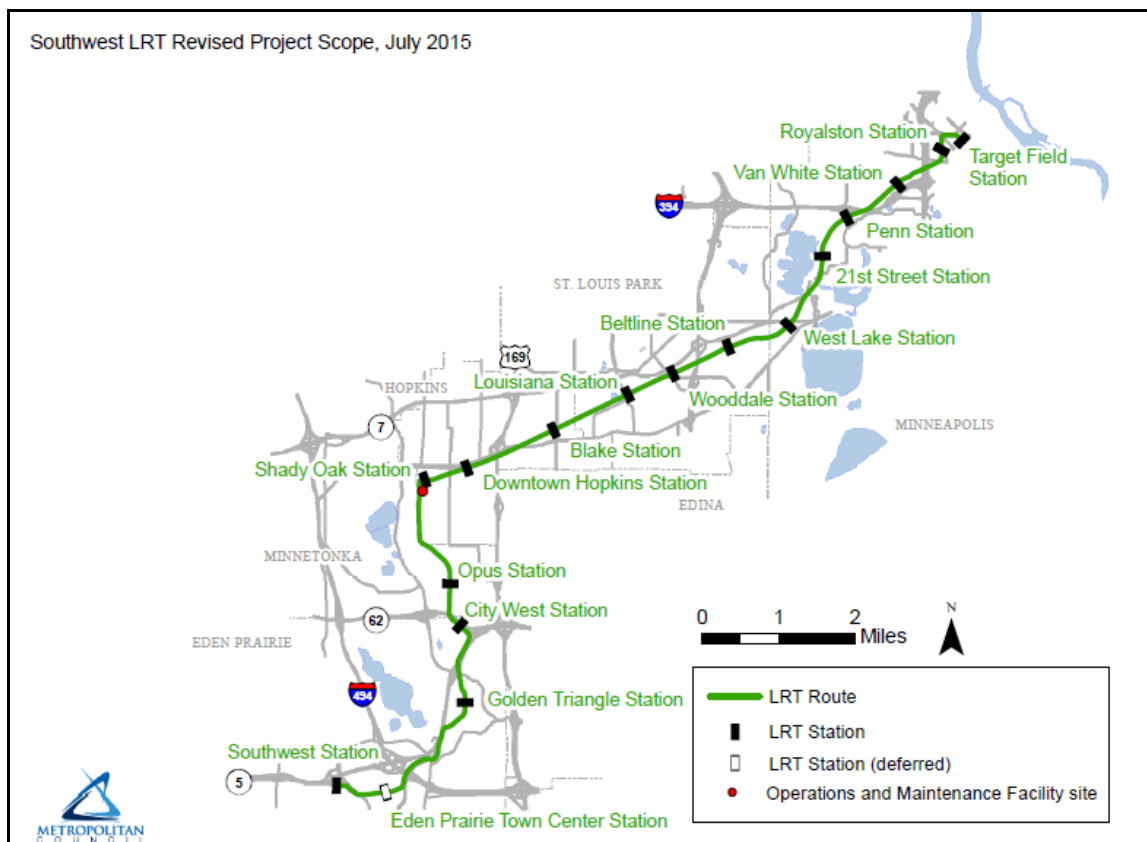 Southwest LRT Revised Project Scope, July 2015
Royalston Station
Target Field
Station
Van White Station
394
Penn Station
21st Street Station
ST. LOUIS PARK
Beltline Station
West Lake Station
169
Louisiana Station
HOPKINS
Wooddale Station
MINNEAPOLIS
7
Blake Station
Shady Oak Station
Downtown Hopkins Station
EDINA
MINNETONKA
Opus Station
City West Station
62
EDEN PRAIRIE
0 1 2
Miles
N
494
Golden Triangle Station
Southwest Station
5
Eden Prairie Town Center Station
LRT Route
LRT Station
LRT Station (deferred)
Operations and Maintenance Facility site
METROPOLITAN
COUNCIL